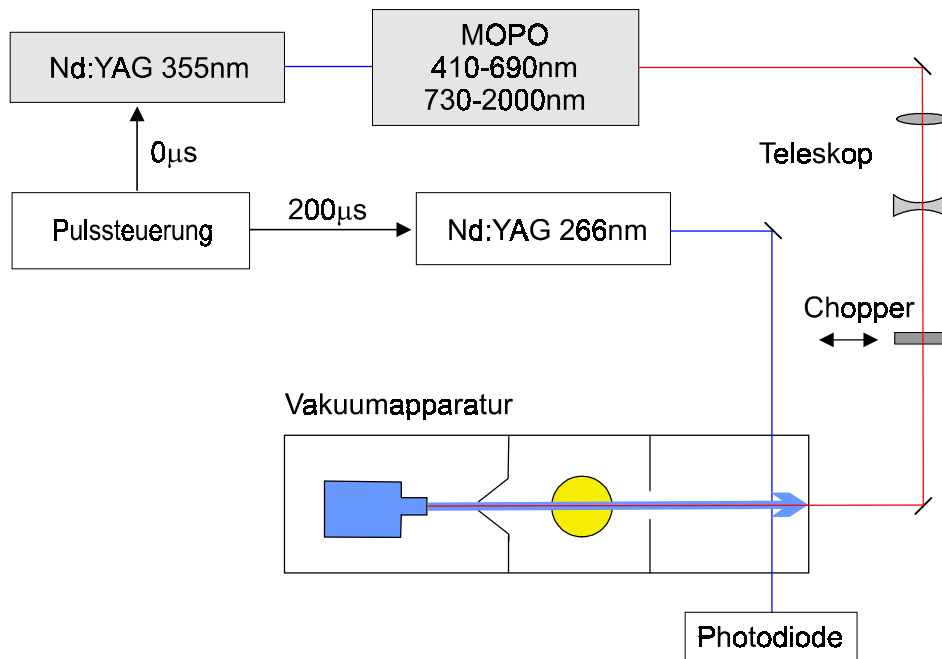 Nd:YAG 355nm
MOPO
410-690nm
730-2000nm
0μs
Teleskop
Pulssteuerung
200μs
Nd:YAG 266nm
Chopper
Vakuumapparatur
Photodiode